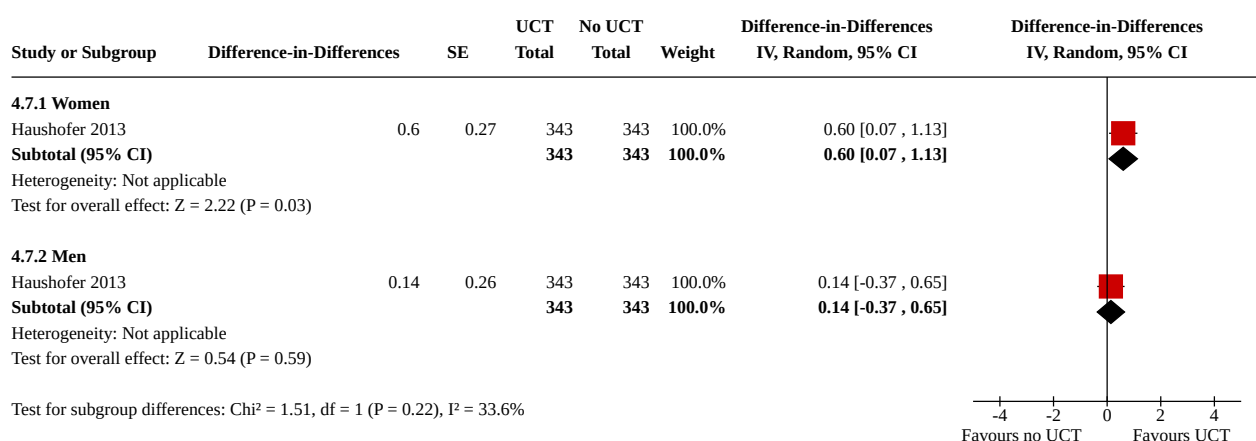 UCT No UCT Difference-in-Differences Difference-in-Differences
Study or Subgroup Difference-in-Differences SE Total Total Weight IV, Random, 95% CI IV, Random, 95% CI
4.7.1 Women
Haushofer 2013 0.6 0.27 343 343 100.0% 0.60 [0.07 , 1.13]
Subtotal (95% CI) 343 343 100.0% 0.60 [0.07 , 1.13]
Heterogeneity: Not applicable
Test for overall effect: Z = 2.22 (P = 0.03)
4.7.2 Men
Haushofer 2013 0.14 0.26 343 343 100.0% 0.14 [-0.37 , 0.65]
Subtotal (95% CI) 343 343 100.0% 0.14 [-0.37 , 0.65]
Heterogeneity: Not applicable
Test for overall effect: Z = 0.54 (P = 0.59)
Test for subgroup differences: Chi² = 1.51, df = 1 (P = 0.22), I² = 33.6%
-4 -2 0 2 4
Favours no UCT Favours UCT